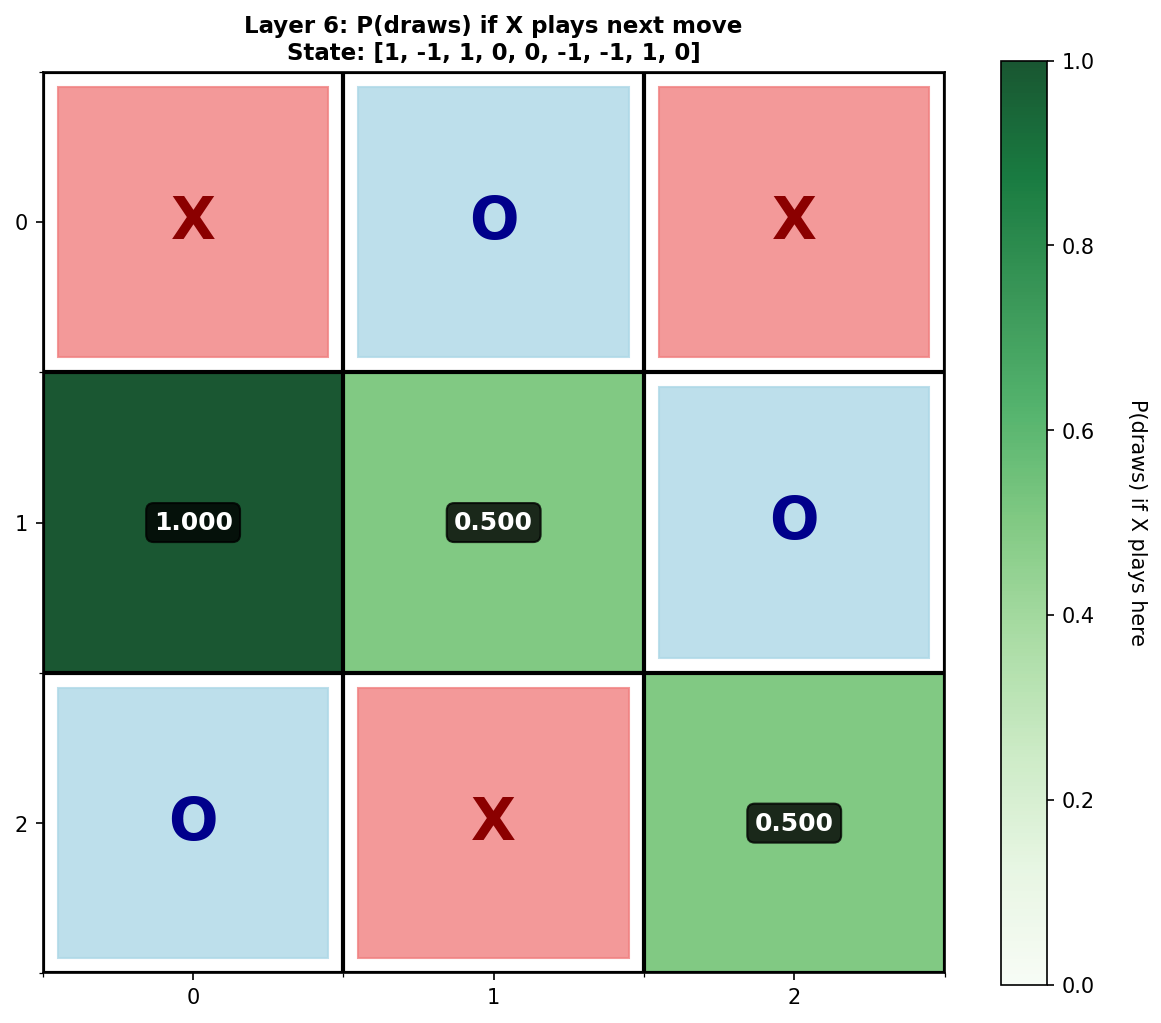 Layer 6: P(draws) if X plays next move
State: [1, -1, 1, 0, 0, -1, -1, 1, 0]
X
O
X
1.000
0.500
O
O
X
0.500
0
1
2
0
1
2
1.0
0.8
0.6
0.4
0.2
0.0
P(draws) if X plays here